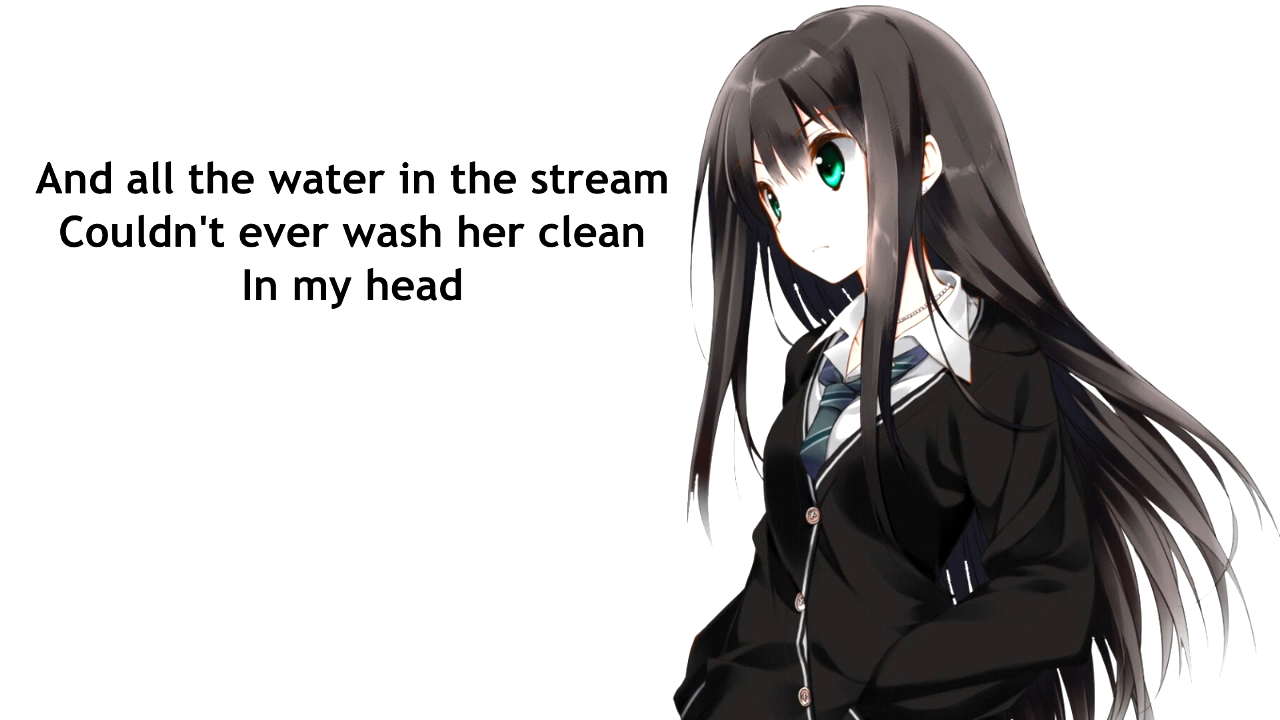 And all the water in the stream
Couldn't ever wash her clean
In my head